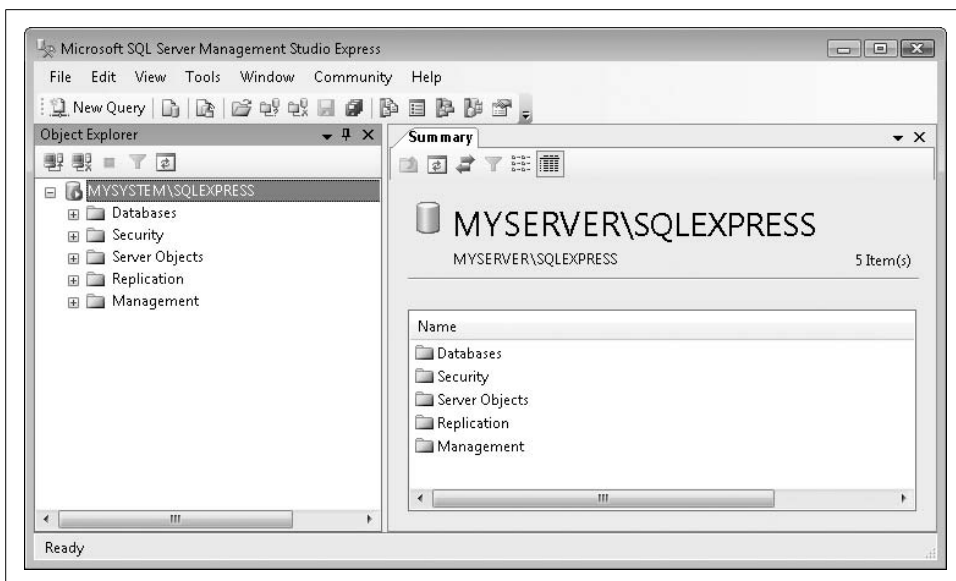 Microsoft SQL Server Management Studio Express
File Edit View Tools Window Community Help
New Query
Object Explorer
MYSYSTEM\SQLEXPRESS
Databases
Security
Server Objects
Replication
Management
Summary
MYSERVER\SQLEXPRESS
MYSERVER\SQLEXPRESS 5 Item(s)
Name
Databases
Security
Server Objects
Replication
Management
Ready